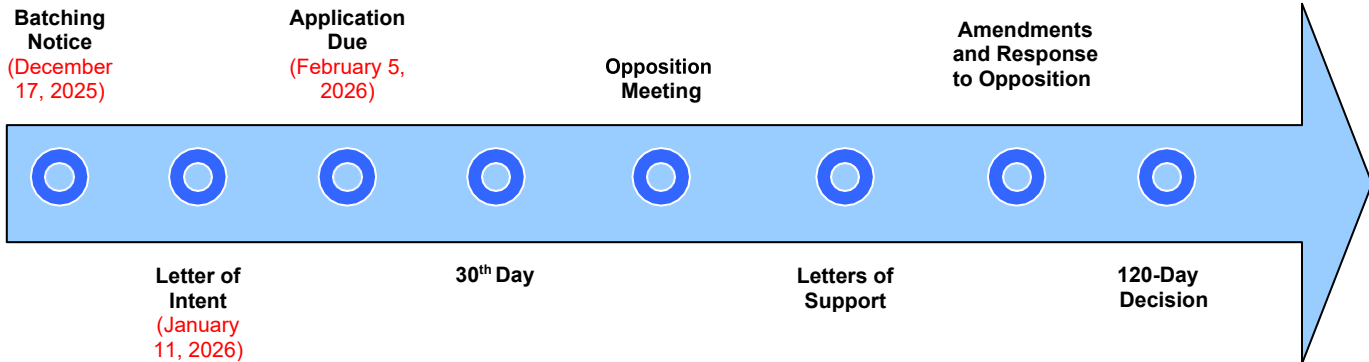 Batching
Notice
(December
17, 2025)
Letter of
Intent
(January
11, 2026)
Application
Due
(February 5,
2026)
30th Day
Opposition
Meeting
Letters of
Support
Amendments
and Response
to Opposition
120-Day
Decision